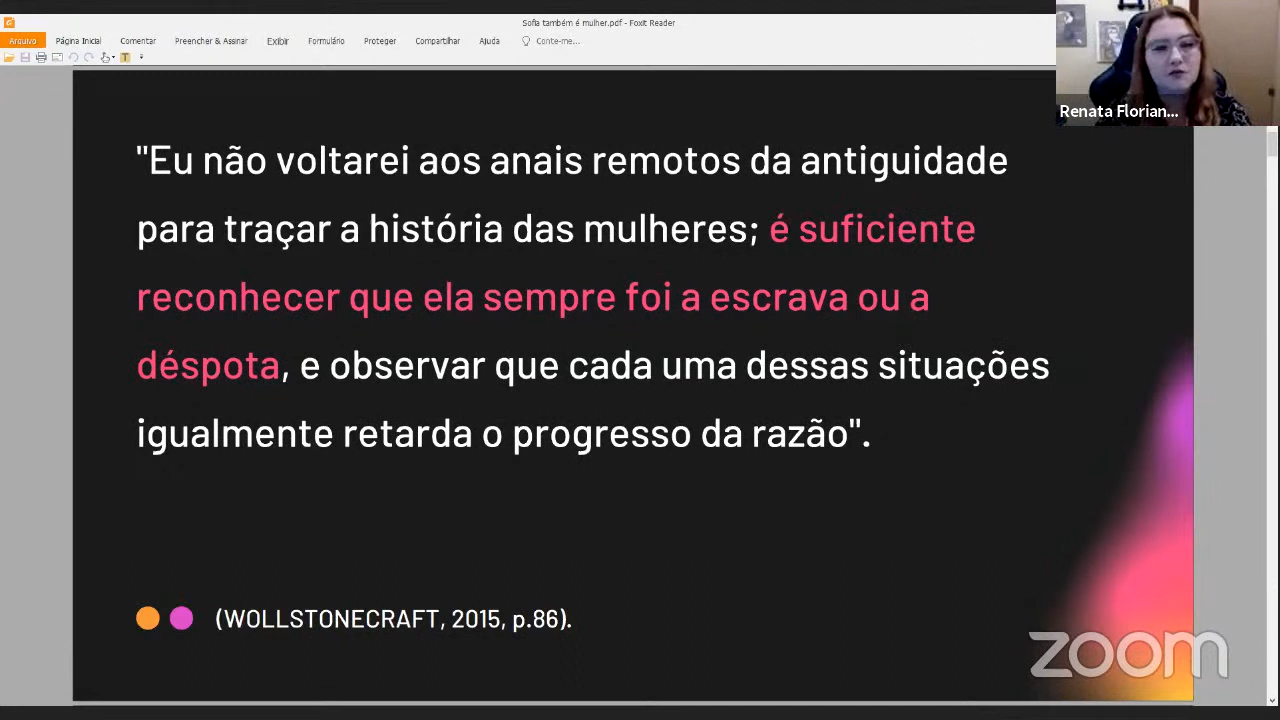 Sofia também é mulher.pdf - Foxit Reader
Arquivo Página Inicial Comentar Preencher & Assinar Exibir Formulário Proteger Compartilhar Ajuda Conte-me...
Renata Florian...
"Eu não voltarei aos anais remotos da antiguidade
para traçar a história das mulheres; é suficiente
reconhecer que ela sempre foi a escrava ou a
déspota, e observar que cada uma dessas situações
igualmente retarda o progresso da razão".
(WOLLSTONECRAFT, 2015, p.86).
zoom